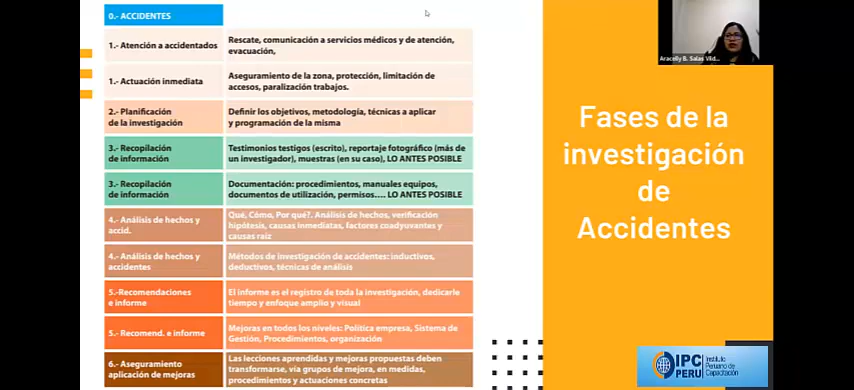 0.- ACCIDENTES
1.- Atención a accidentados
Rescate, comunicación a servicios médicos y de atención,
evacuación,
1.- Actuación inmediata
Aseguramiento de la zona, protección, limitación de
accesos, paralización trabajos.
2.- Planificación
de la investigación
Definir los objetivos, metodología, técnicas a aplicar
y programación de la misma
3.- Recopilación
de información
Testimonios testigos (escrito), reportaje fotográfico (más de
un investigador), muestras (en su caso), LO ANTES POSIBLE
3.- Recopilación
de información
Documentación: procedimientos, manuales equipos,
documentos de utilización, permisos.... LO ANTES POSIBLE
4.- Análisis de hechos y
accid.
Qué, Cómo, Por qué?. Análisis de hechos, verificación
hipótesis, causas inmediatas, factores coadyuvantes y
causas raíz
4.- Análisis de hechos y
accidentes
Métodos de investigación de accidentes: inductivos,
deductivos, técnicas de análisis
5.-Recomendaciones
e informe
El informe es el registro de toda la investigación, dedicarle
tiempo y enfoque amplio y visual
5.- Recomend. e informe
Mejoras en todos los niveles: Política empresa, Sistema de
Gestión, Procedimientos, organización
6.- Aseguramiento
aplicación de mejoras
Las lecciones aprendidas y mejoras propuestas deben
transformarse, vía grupos de mejora, en medidas,
procedimientos y actuaciones concretas
Aracelly B. Salas Vild...
Fases de la
investigación
de
Accidentes
IPC
PERU
Instituto
Peruano de
Capacitación